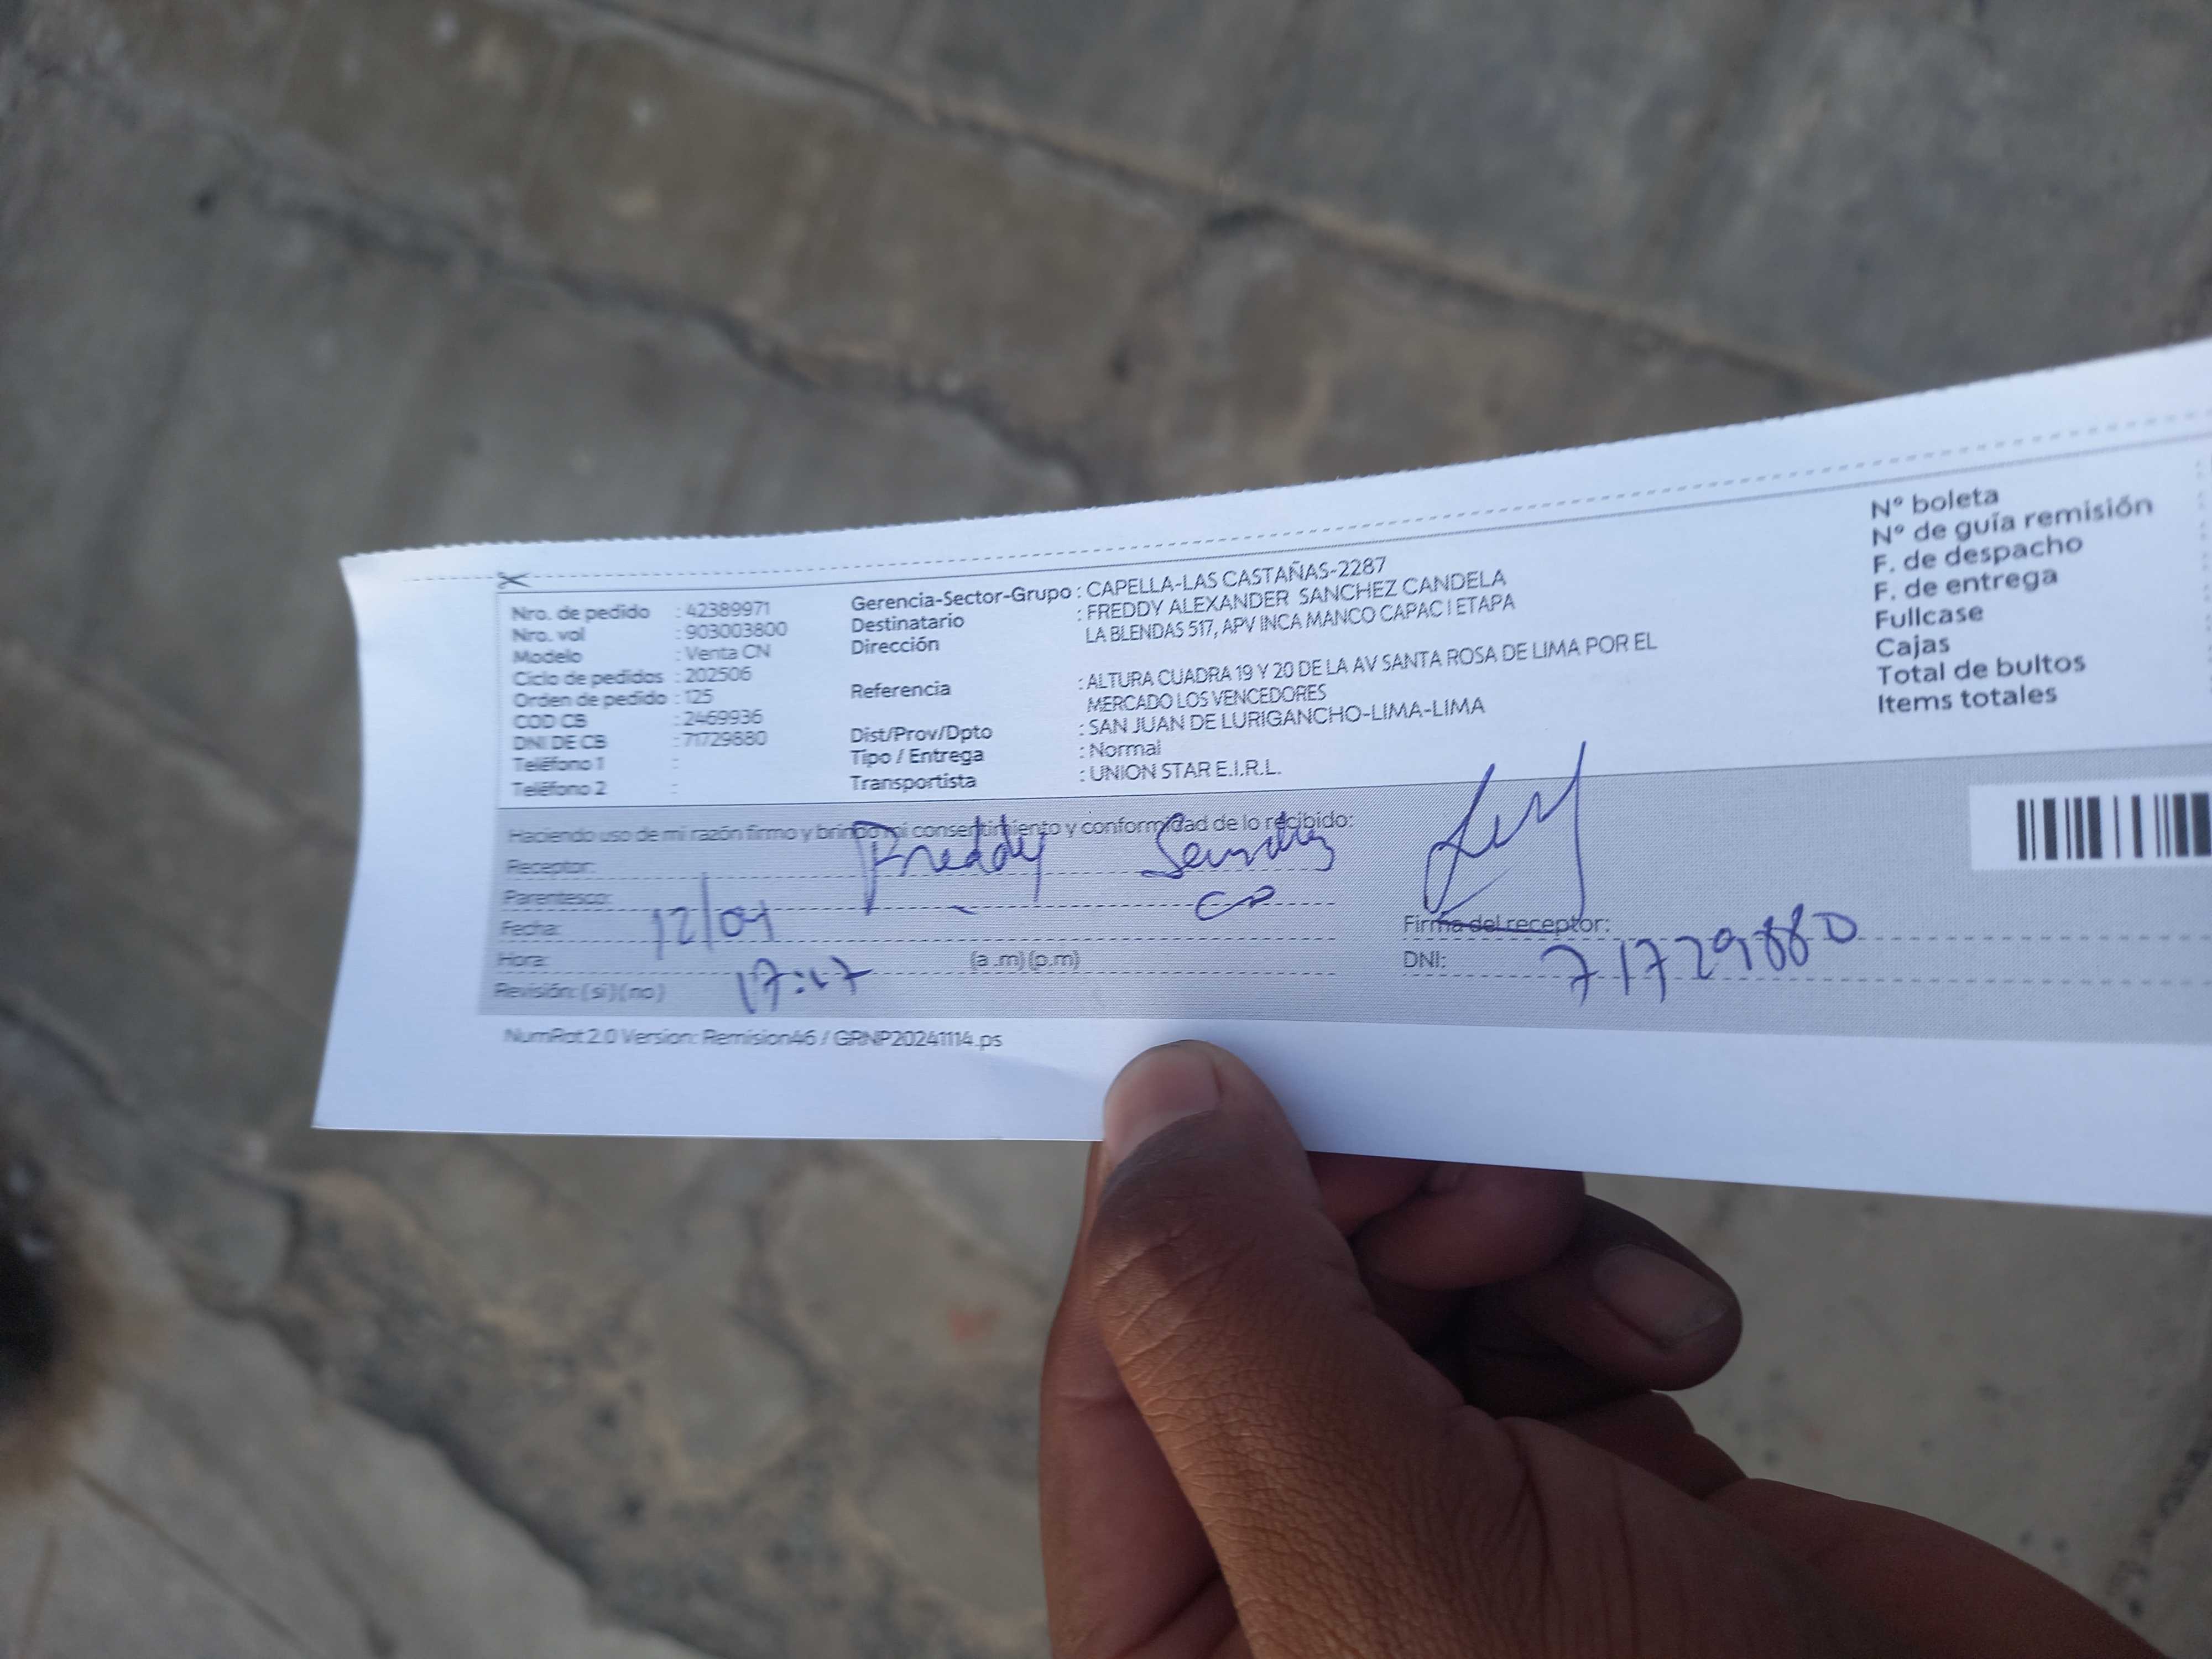 Nro. de pedido : 42389971
Nro. vol : 903003800
Modelo : Venta CN
Ciclo de pedidos : 202506
Orden de pedido : 125
COD CB : 2469936
DNI DE CB : 71729880
Teléfono 1 :
Teléfono 2 :
Gerencia-Sector-Grupo : CAPELLA-LAS CASTAÑAS-2287
Destinatario : FREDDY ALEXANDER SANCHEZ CANDELA
Dirección LA BLENDAS 517, APV INCA MANCO CAPAC I ETAPA
Referencia : ALTURA CUADRA 19 Y 20 DE LA AV SANTA ROSA DE LIMA POR EL
MERCADO LOS VENCEDORES
Dist/Prov/Dpto : SAN JUAN DE LURIGANCHO-LIMA-LIMA
Tipo / Entrega : Normal
Transportista : UNION STAR E.I.R.L.
N° boleta
N° de guía remisión
F. de despacho
F. de entrega
Fullcase
Cajas
Total de bultos
Items totales
Haciendo uso de mi razón firmo y brindo mi consentimiento y conformidad de lo recibido:
Receptor: Freddy Sanchez
Parentesco:
Fecha: 12/04
Hora: 17:17 (a.m) (p.m)
Revisión: (si) (no)
Firma del receptor:
DNI: 71729880
NumRot 2.0 Version: Remision46 / GRNP20241114.ps